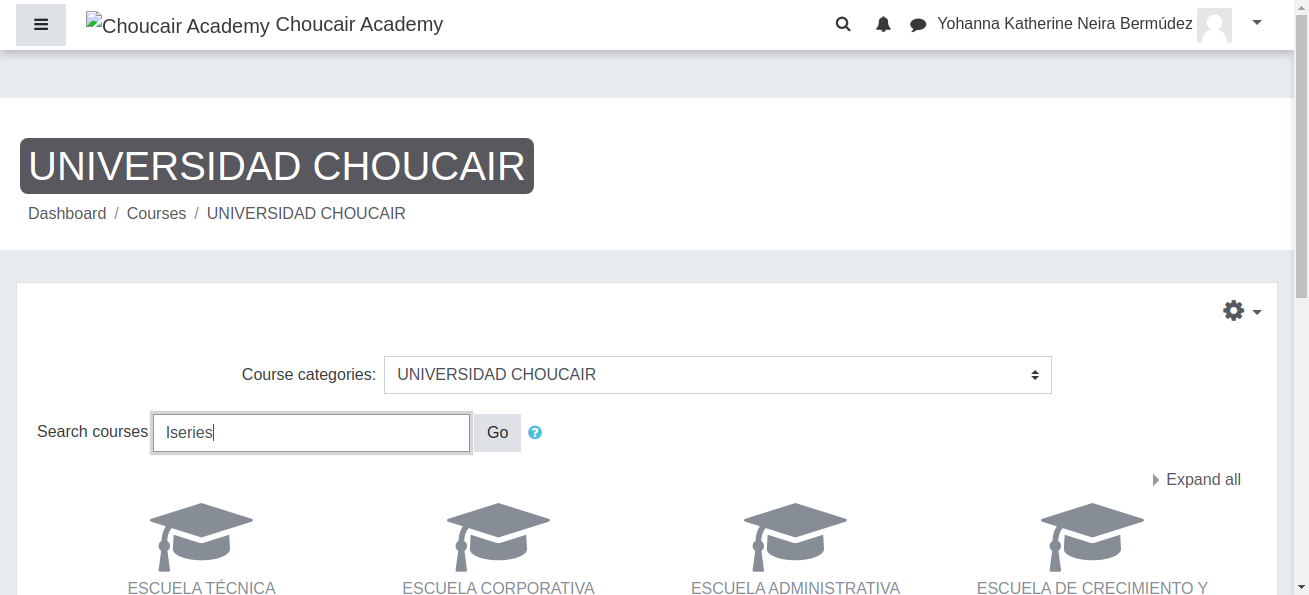 Choucair Academy Choucair Academy Yohanna Katherine Neira Bermúdez
UNIVERSIDAD CHOUCAIR
Dashboard / Courses / UNIVERSIDAD CHOUCAIR
Course categories: UNIVERSIDAD CHOUCAIR
Search courses Iseries Go ?
Expand all
ESCUELA TÉCNICA ESCUELA CORPORATIVA ESCUELA ADMINISTRATIVA ESCUELA DE CRECIMIENTO Y